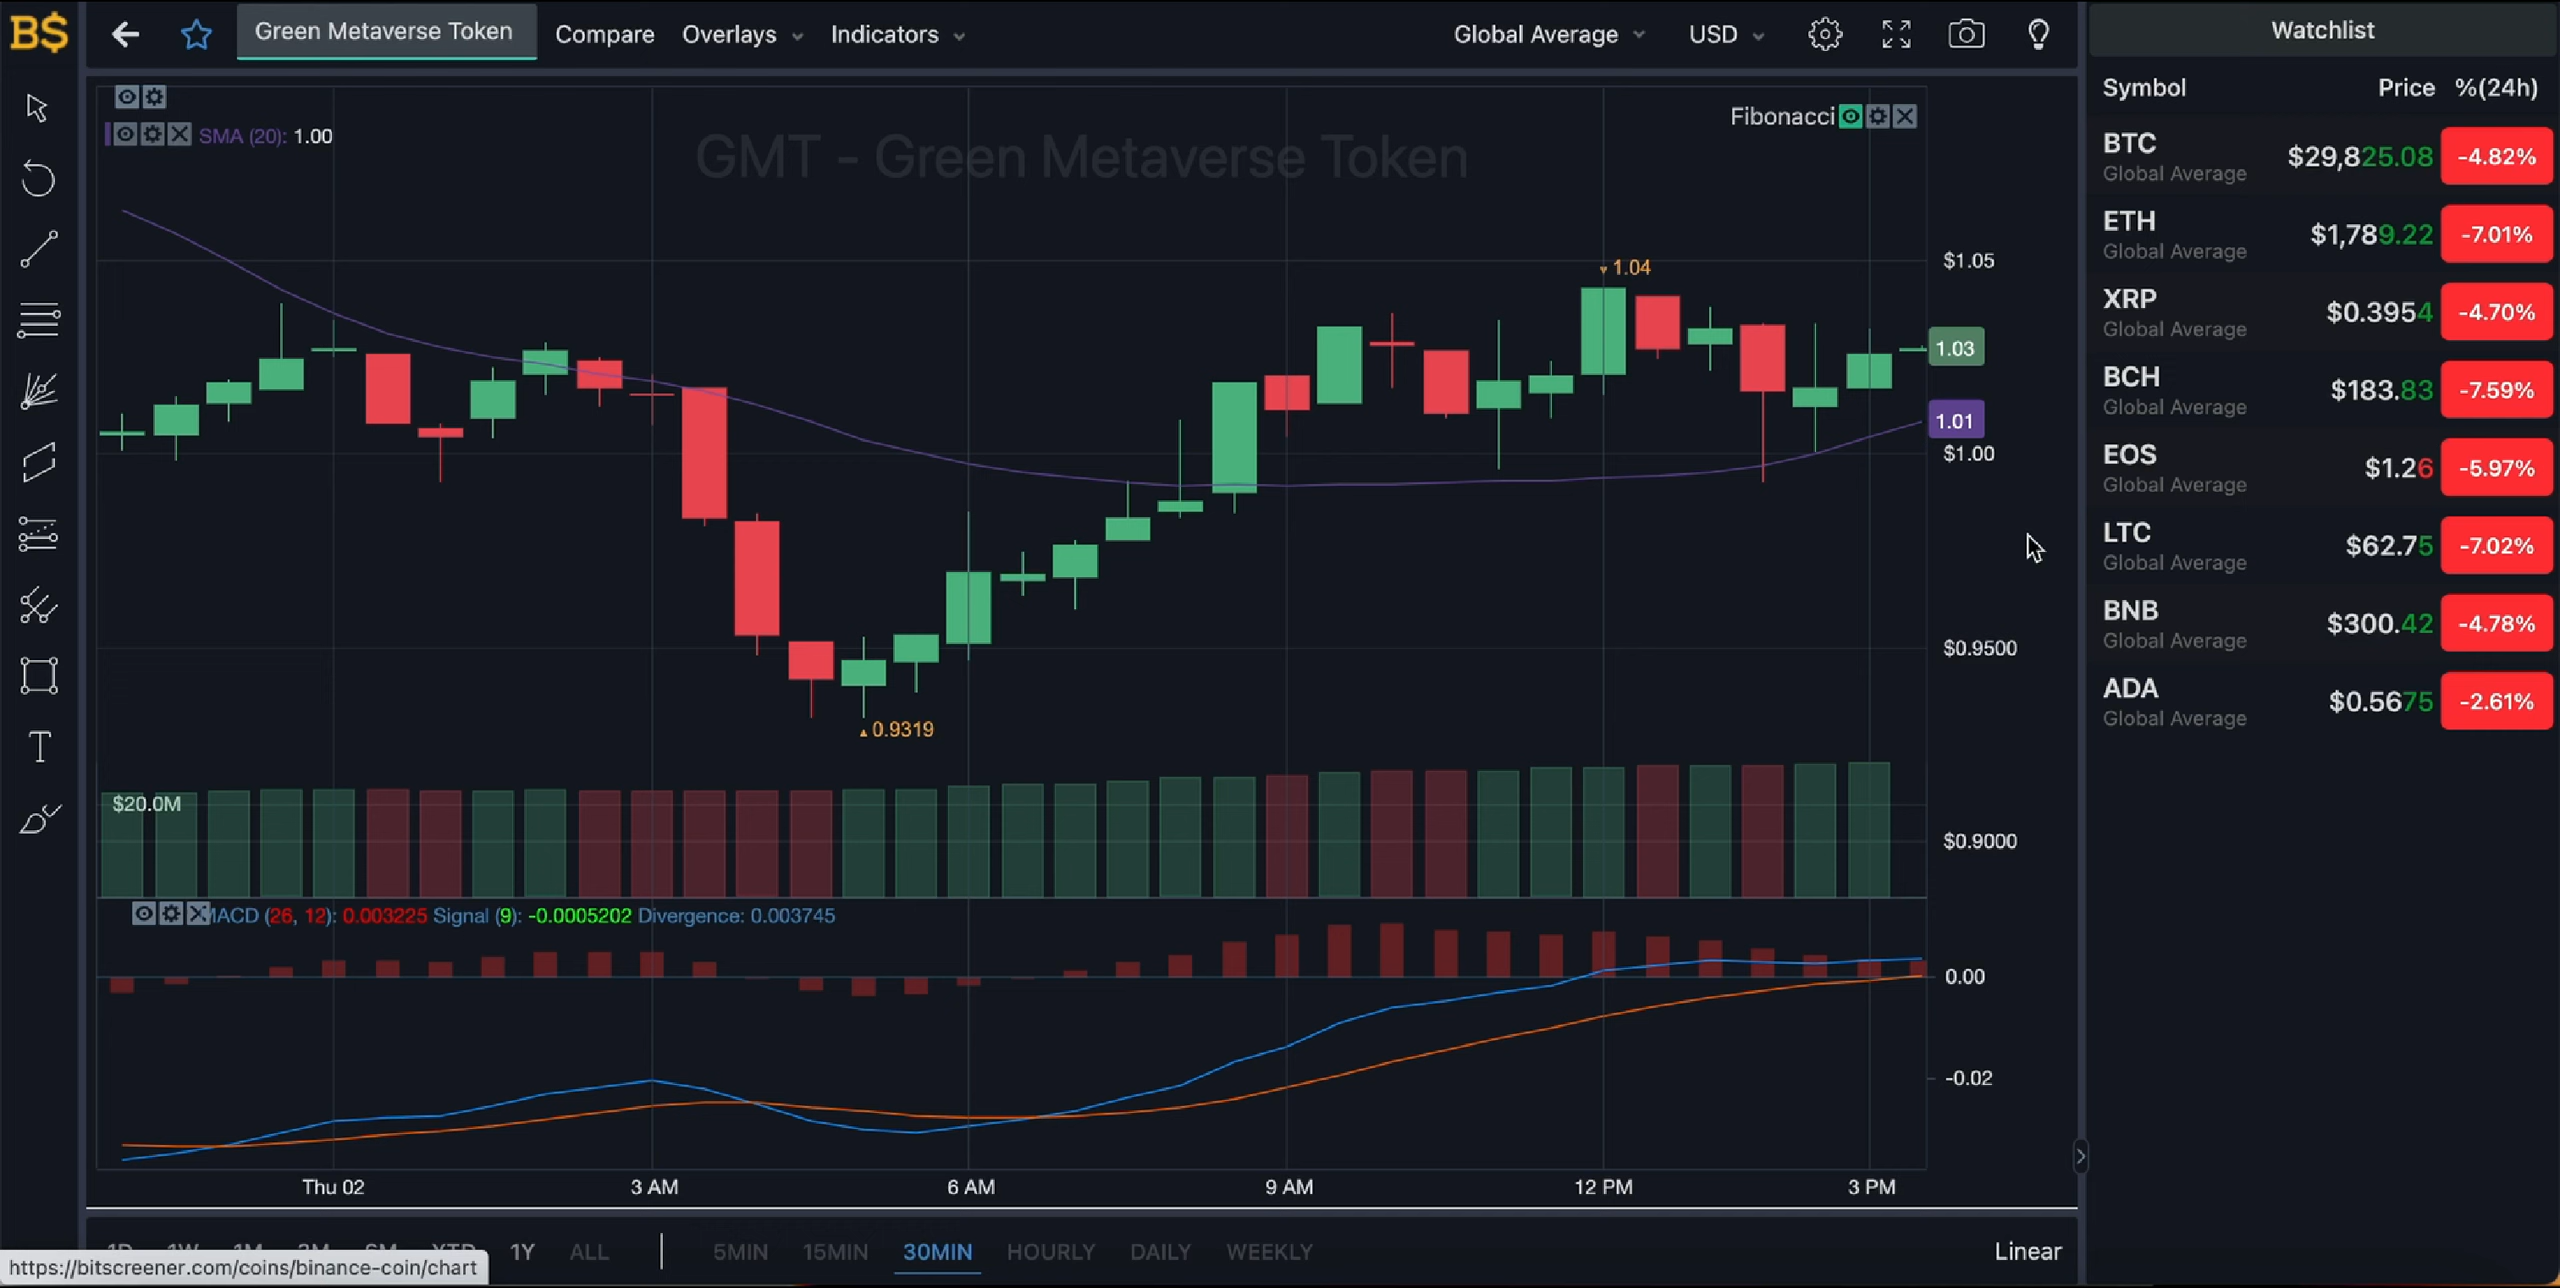 B$
Green Metaverse Token
Compare
Overlays
Indicators
Global Average
USD
Watchlist
Symbol Price %(24h)
SMA (20): 1.00
Fibonacci
GMT - Green Metaverse Token
BTC $29,825.08 -4.82%
Global Average
ETH $1,789.22 -7.01%
Global Average
XRP $0.3954 -4.70%
Global Average
BCH $183.83 -7.59%
Global Average
EOS $1.26 -5.97%
Global Average
LTC $62.75 -7.02%
Global Average
BNB $300.42 -4.78%
Global Average
ADA $0.5675 -2.61%
Global Average
$1.05
1.04
1.03
1.01
$1.00
$0.9500
0.9319
$20.0M
$0.9000
MACD (26, 12): 0.003225 Signal (9): -0.0005202 Divergence: 0.003745
0.00
-0.02
Thu 02 3 AM 6 AM 9 AM 12 PM 3 PM
1D 1W 1M 3M 6M YTD 1Y ALL 5MIN 15MIN 30MIN HOURLY DAILY WEEKLY Linear
https://bitscreener.com/coins/binance-coin/chart
T